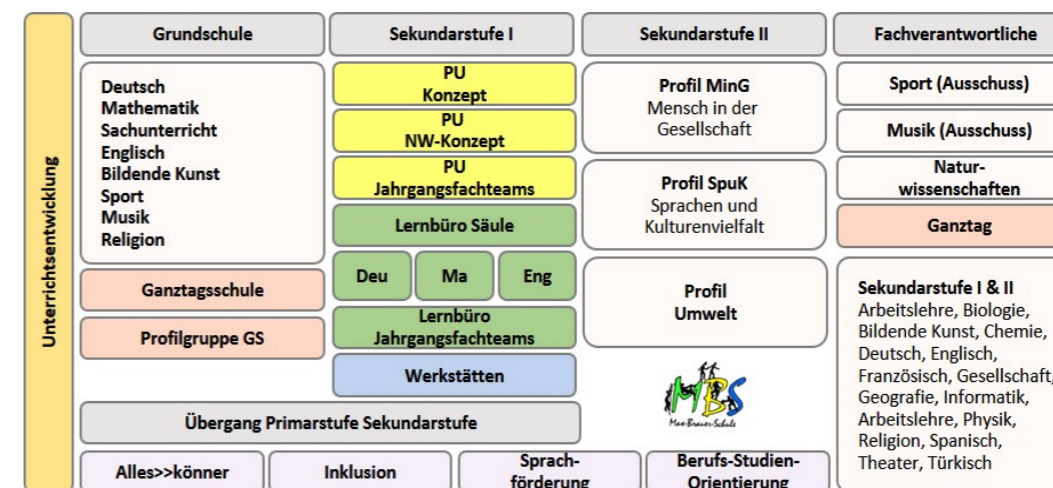 Unterrichtsentwicklung
Grundschule
Deutsch
Mathematik
Sachunterricht
Englisch
Bildende Kunst
Sport
Musik
Religion
Ganztagsschule
Profilgruppe GS
Sekundarstufe I
PU
Konzept
PU
NW-Konzept
PU
Jahrgangsfachteams
Lernbüro Säule
Deu
Ma
Eng
Lernbüro
Jahrgangsfachteams
Werkstätten
Übergang Primarstufe Sekundarstufe
Sekundarstufe II
Profil MinG
Mensch in der
Gesellschaft
Profil SpuK
Sprachen und
Kulturenvielfalt
Profil
Umwelt
MBS
Max-Brauer-Schule
Fachverantwortliche
Sport (Ausschuss)
Musik (Ausschuss)
Natur-
wissenschaften
Ganztag
Sekundarstufe I & II
Arbeitslehre, Biologie,
Bildende Kunst, Chemie,
Deutsch, Englisch,
Französisch, Gesellschaft,
Geografie, Informatik,
Arbeitslehre, Physik,
Religion, Spanisch,
Theater, Türkisch
Alles>>könner
Inklusion
Sprach-
förderung
Berufs-Studien-
Orientierung